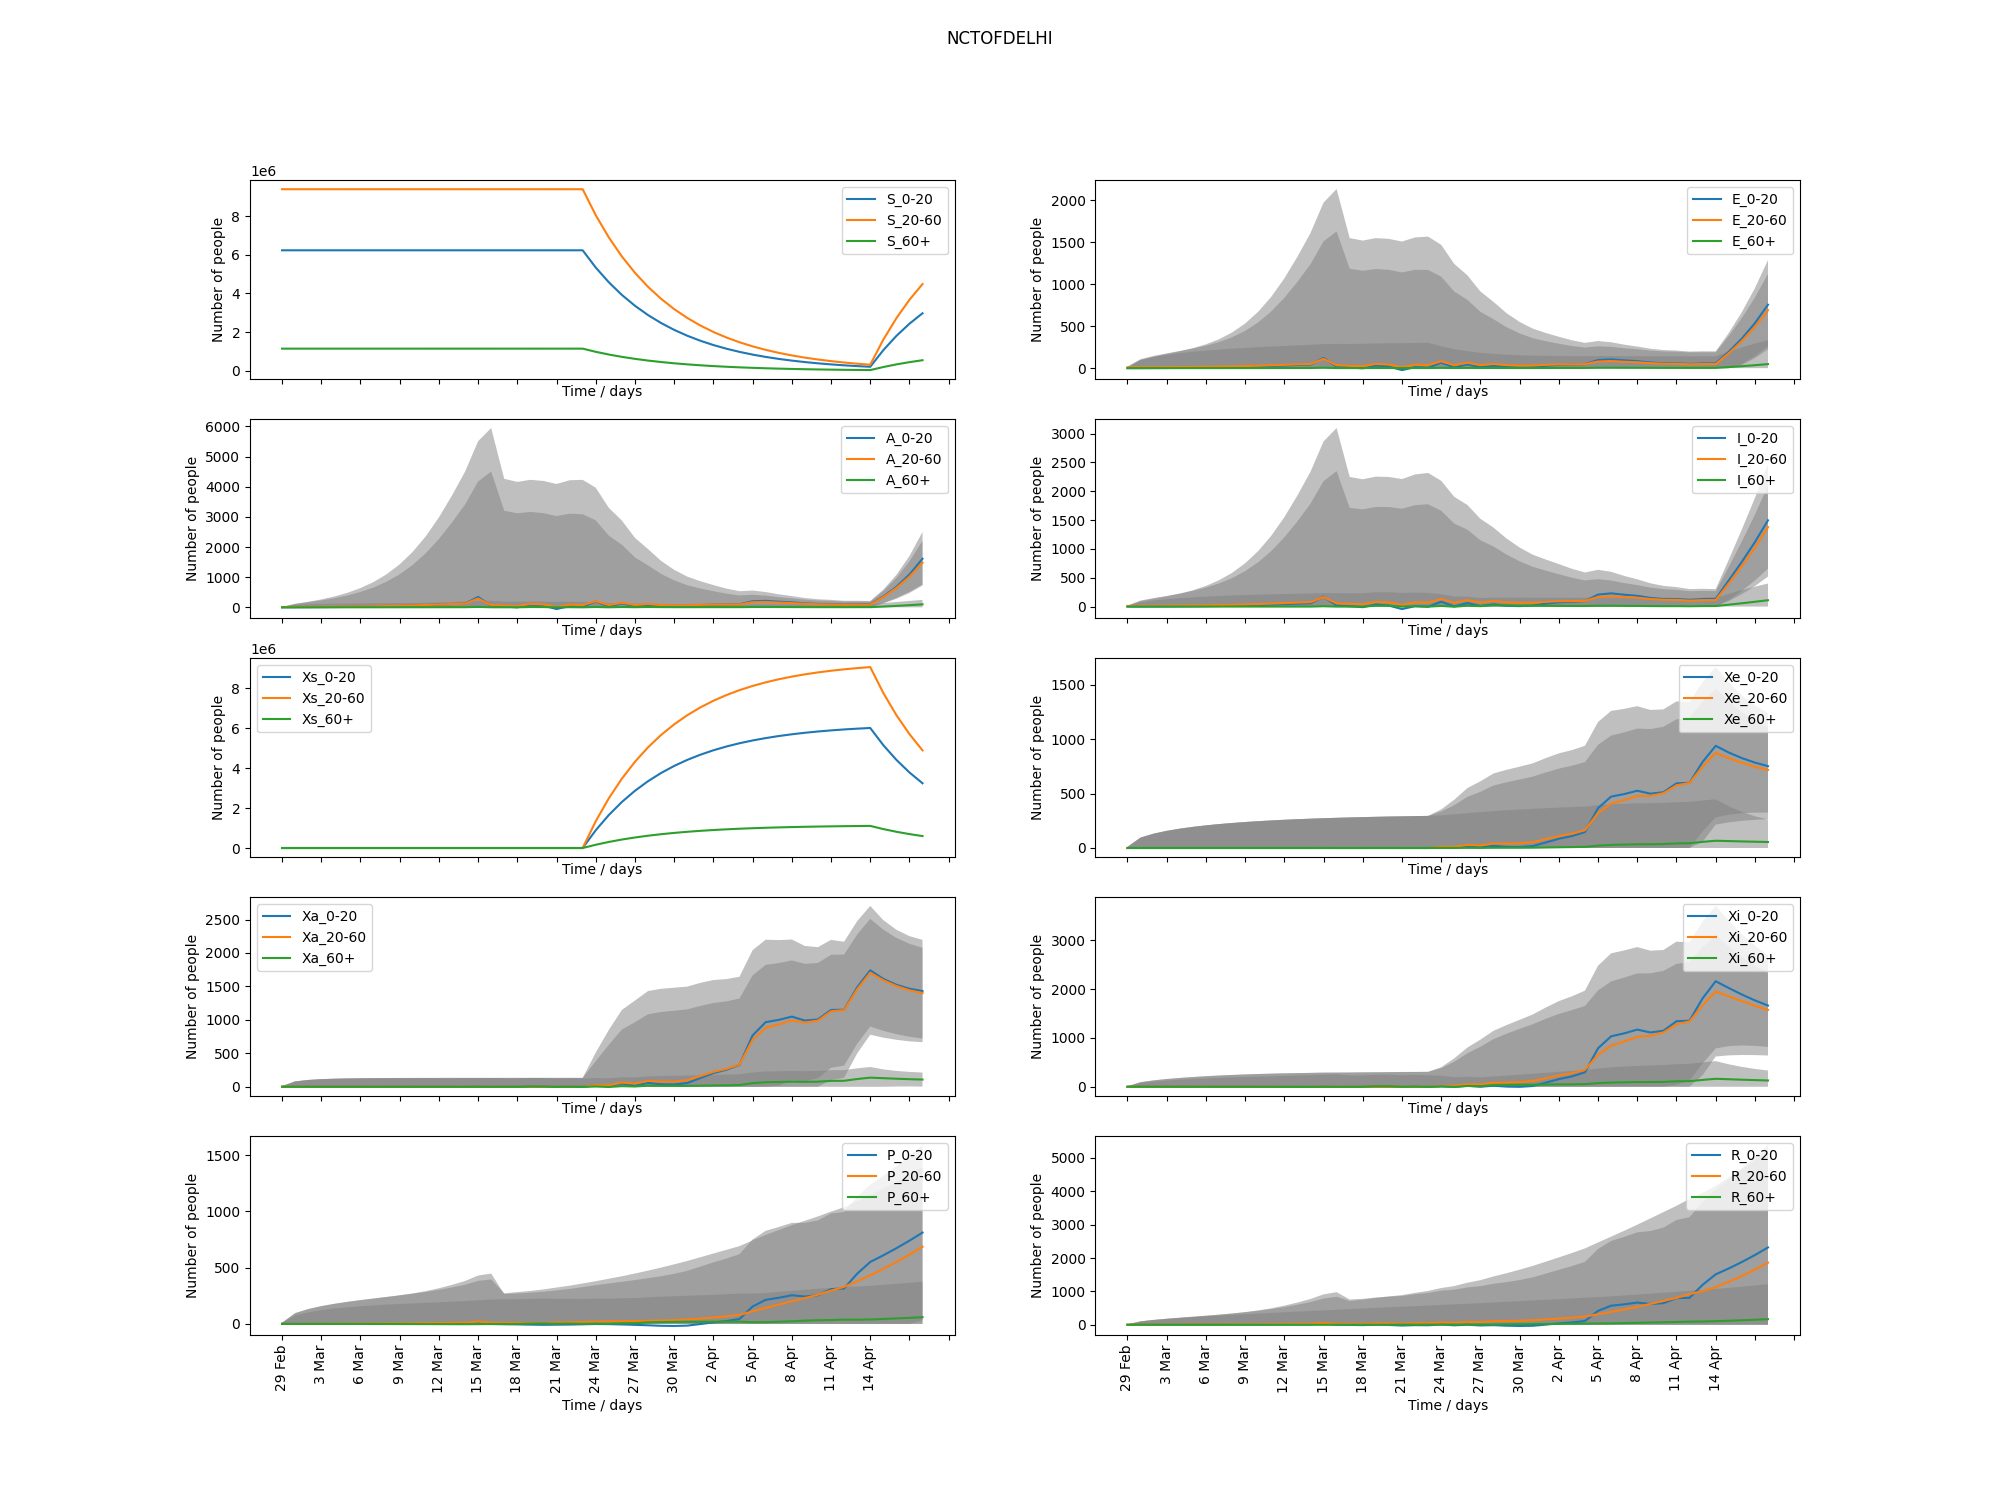 NCTOFDELHI
1e6
Number of people
8
6
4
2
0
S_0-20
S_20-60
S_60+
Time / days
Number of people
2000
1500
1000
500
0
E_0-20
E_20-60
E_60+
Time / days
Number of people
6000
5000
4000
3000
2000
1000
0
A_0-20
A_20-60
A_60+
Time / days
Number of people
3000
2500
2000
1500
1000
500
0
I_0-20
I_20-60
I_60+
Time / days
1e6
Number of people
8
6
4
2
0
Xs_0-20
Xs_20-60
Xs_60+
Time / days
Number of people
1500
1000
500
0
Xe_0-20
Xe_20-60
Xe_60+
Time / days
Number of people
2500
2000
1500
1000
500
0
Xa_0-20
Xa_20-60
Xa_60+
Time / days
Number of people
3000
2000
1000
0
Xi_0-20
Xi_20-60
Xi_60+
Time / days
Number of people
1500
1000
500
0
P_0-20
P_20-60
P_60+
29 Feb
3 Mar
6 Mar
9 Mar
12 Mar
15 Mar
18 Mar
21 Mar
24 Mar
27 Mar
30 Mar
2 Apr
5 Apr
8 Apr
11 Apr
14 Apr
Time / days
Number of people
5000
4000
3000
2000
1000
0
R_0-20
R_20-60
R_60+
29 Feb
3 Mar
6 Mar
9 Mar
12 Mar
15 Mar
18 Mar
21 Mar
24 Mar
27 Mar
30 Mar
2 Apr
5 Apr
8 Apr
11 Apr
14 Apr
Time / days